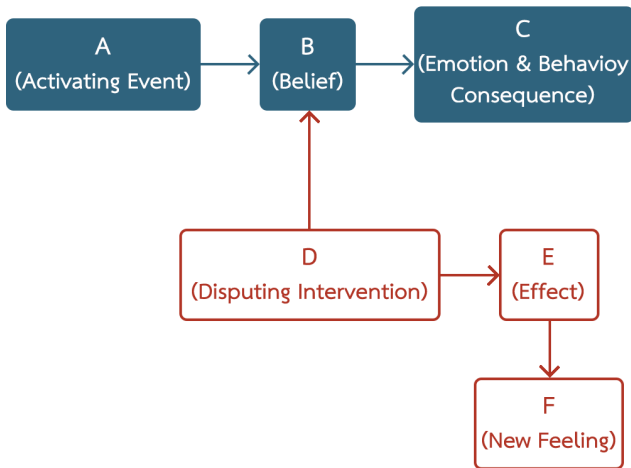 A
(Activating Event)
B
(Belief)
C
(Emotion & Behavioy
Consequence)
D
(Disputing Intervention)
E
(Effect)
F
(New Feeling)